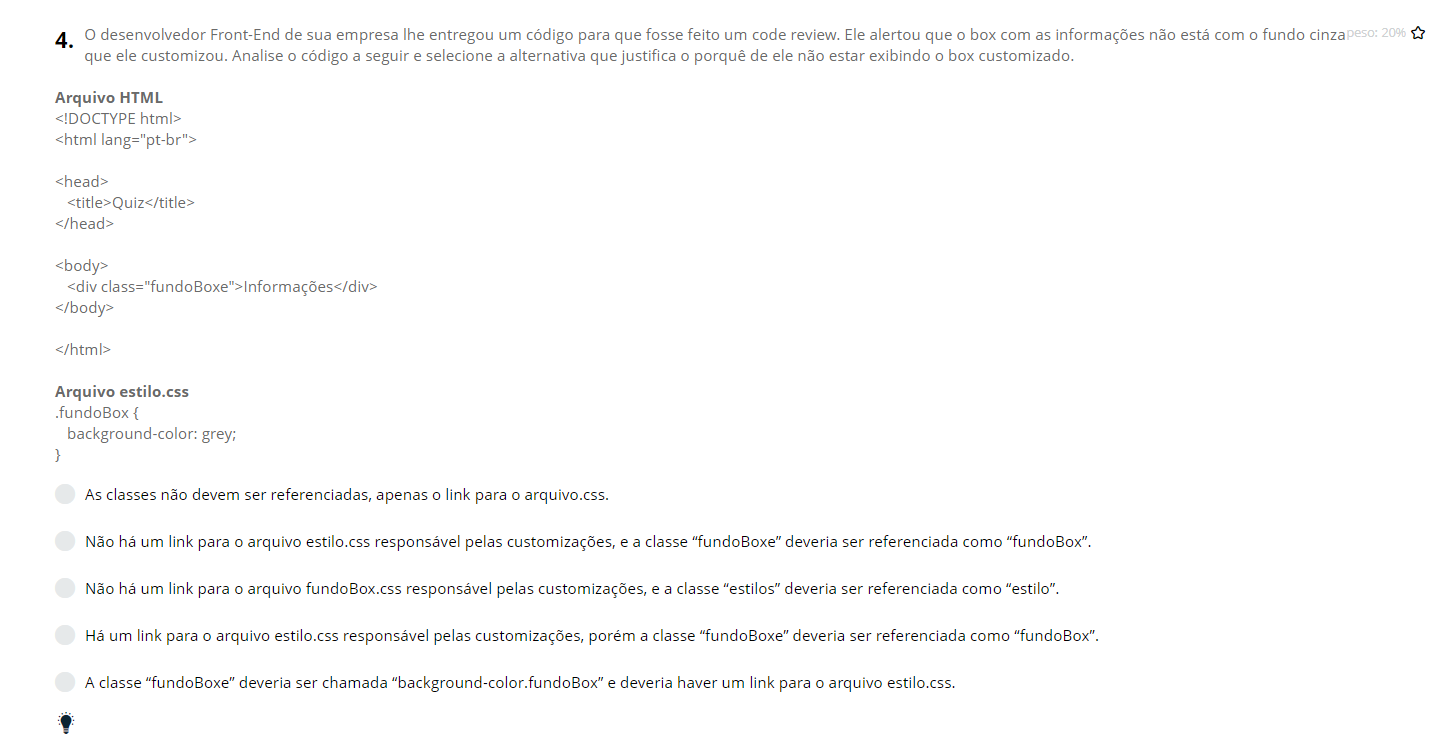 4. O desenvolvedor Front-End de sua empresa lhe entregou um código para que fosse feito um code review. Ele alertou que o box com as informações não está com o fundo cinza peso: 20%
que ele customizou. Analise o código a seguir e selecione a alternativa que justifica o porquê de ele não estar exibindo o box customizado.
Arquivo HTML
<!DOCTYPE html>
<html lang="pt-br">
<head>
<title>Quiz</title>
</head>
<body>
<div class="fundoBoxe">Informações</div>
</body>
</html>
Arquivo estilo.css
.fundoBox {
background-color: grey;
}
As classes não devem ser referenciadas, apenas o link para o arquivo.css.
Não há um link para o arquivo estilo.css responsável pelas customizações, e a classe “fundoBoxe” deveria ser referenciada como “fundoBox”.
Não há um link para o arquivo fundoBox.css responsável pelas customizações, e a classe “estilos” deveria ser referenciada como “estilo”.
Há um link para o arquivo estilo.css responsável pelas customizações, porém a classe “fundoBoxe” deveria ser referenciada como “fundoBox”.
A classe “fundoBoxe” deveria ser chamada “background-color.fundoBox” e deveria haver um link para o arquivo estilo.css.